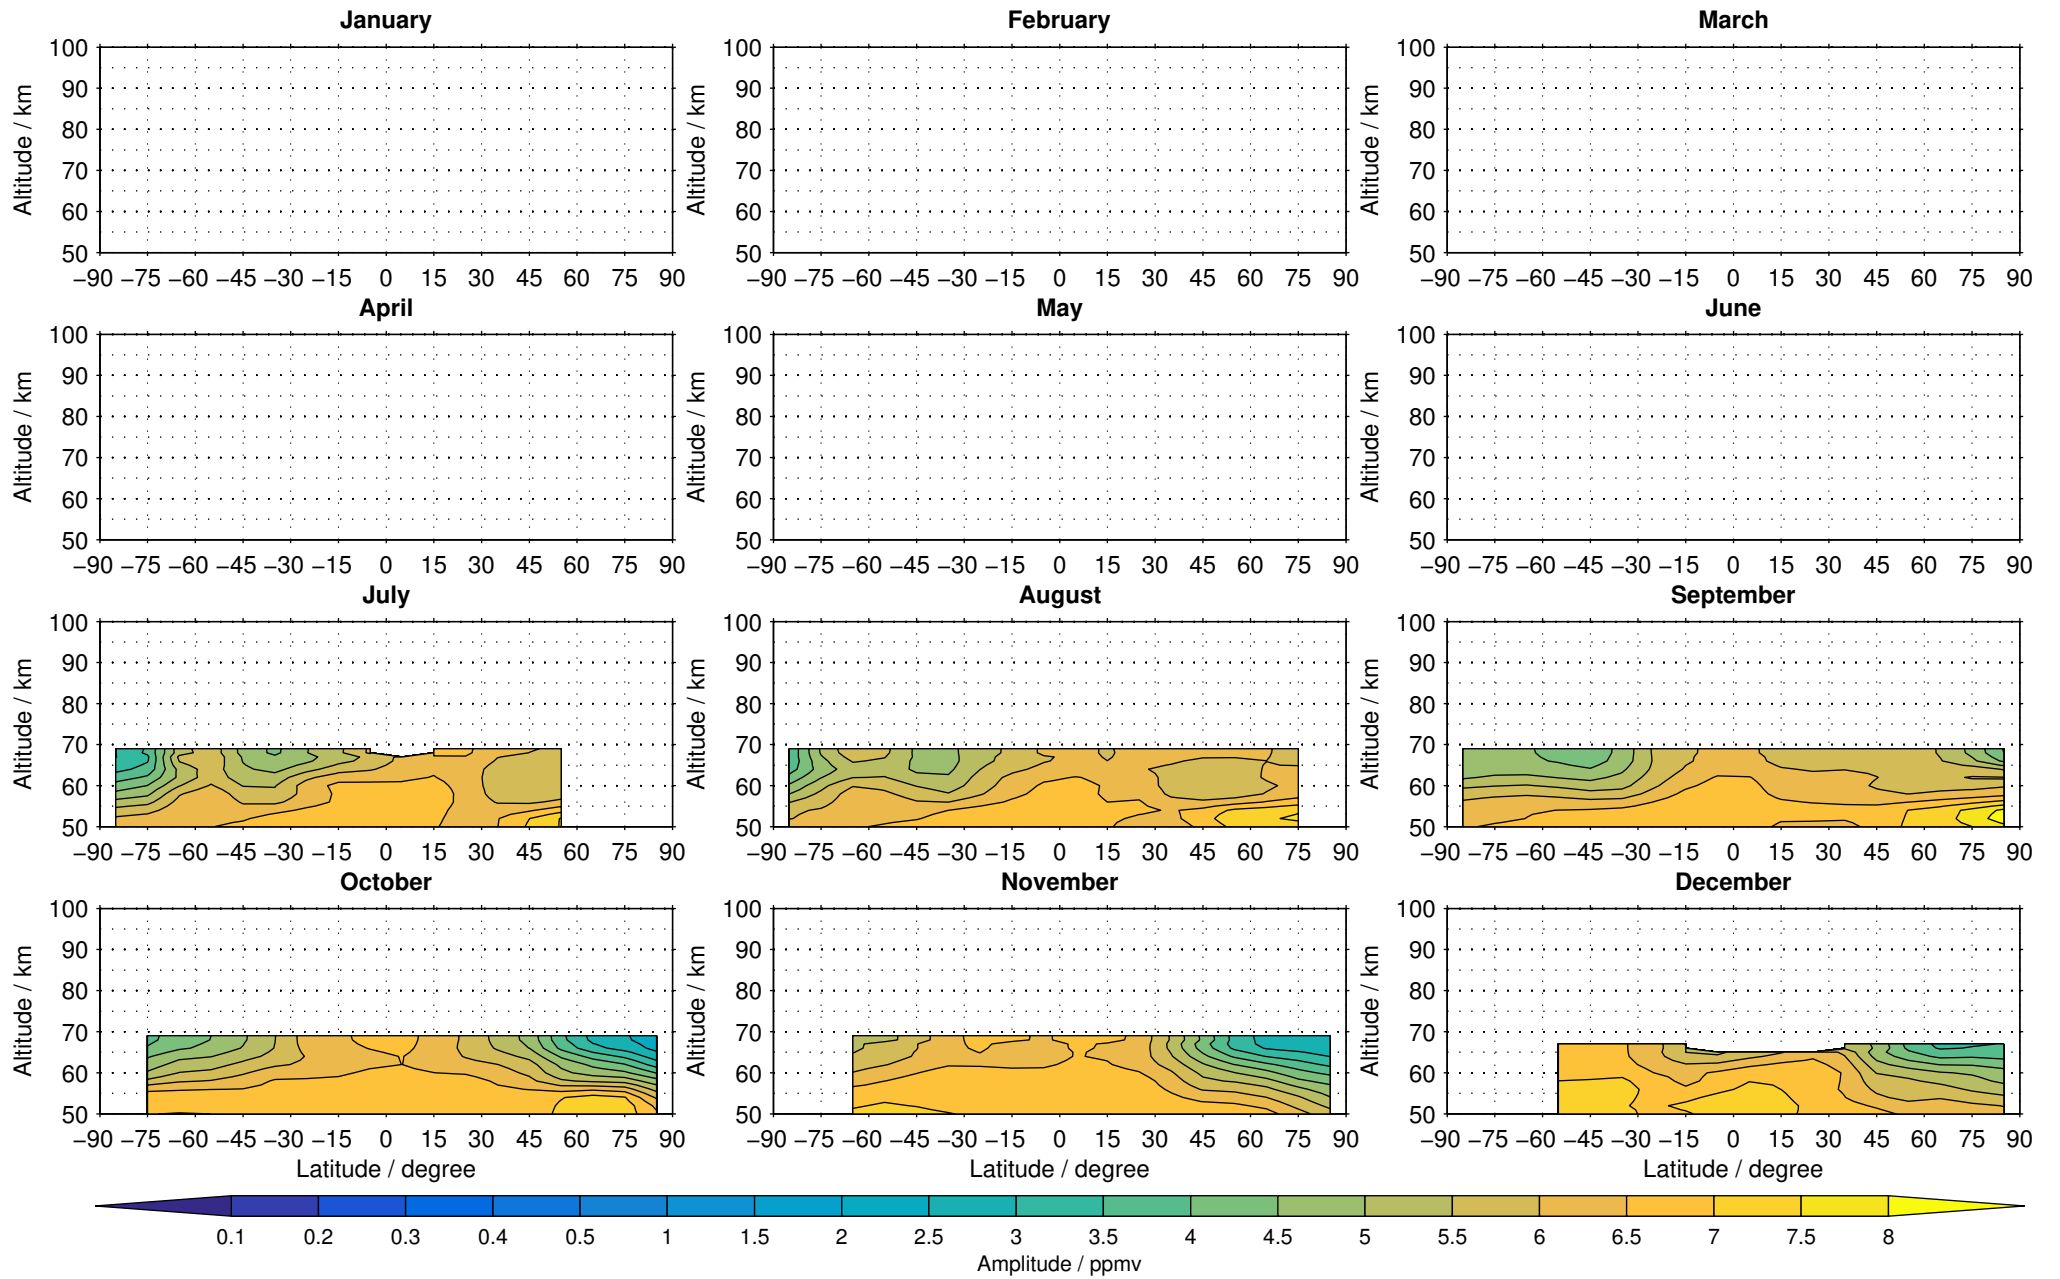 January February March
100 100 100
90 90 90
80 80 80
70 70 70
60 60 60
50 50 50
Altitude / km Altitude / km Altitude / km
−90 −75 −60 −45 −30 −15 0 15 30 45 60 75 90 −90 −75 −60 −45 −30 −15 0 15 30 45 60 75 90 −90 −75 −60 −45 −30 −15 0 15 30 45 60 75 90
April May June
100 100 100
90 90 90
80 80 80
70 70 70
60 60 60
50 50 50
Altitude / km Altitude / km Altitude / km
−90 −75 −60 −45 −30 −15 0 15 30 45 60 75 90 −90 −75 −60 −45 −30 −15 0 15 30 45 60 75 90 −90 −75 −60 −45 −30 −15 0 15 30 45 60 75 90
July August September
100 100 100
90 90 90
80 80 80
70 70 70
60 60 60
50 50 50
Altitude / km Altitude / km Altitude / km
−90 −75 −60 −45 −30 −15 0 15 30 45 60 75 90 −90 −75 −60 −45 −30 −15 0 15 30 45 60 75 90 −90 −75 −60 −45 −30 −15 0 15 30 45 60 75 90
October November December
100 100 100
90 90 90
80 80 80
70 70 70
60 60 60
50 50 50
Altitude / km Altitude / km Altitude / km
−90 −75 −60 −45 −30 −15 0 15 30 45 60 75 90 −90 −75 −60 −45 −30 −15 0 15 30 45 60 75 90 −90 −75 −60 −45 −30 −15 0 15 30 45 60 75 90
Latitude / degree Latitude / degree Latitude / degree
0.1 0.2 0.3 0.4 0.5 1 1.5 2 2.5 3 3.5 4 4.5 5 5.5 6 6.5 7 7.5 8
Amplitude / ppmv